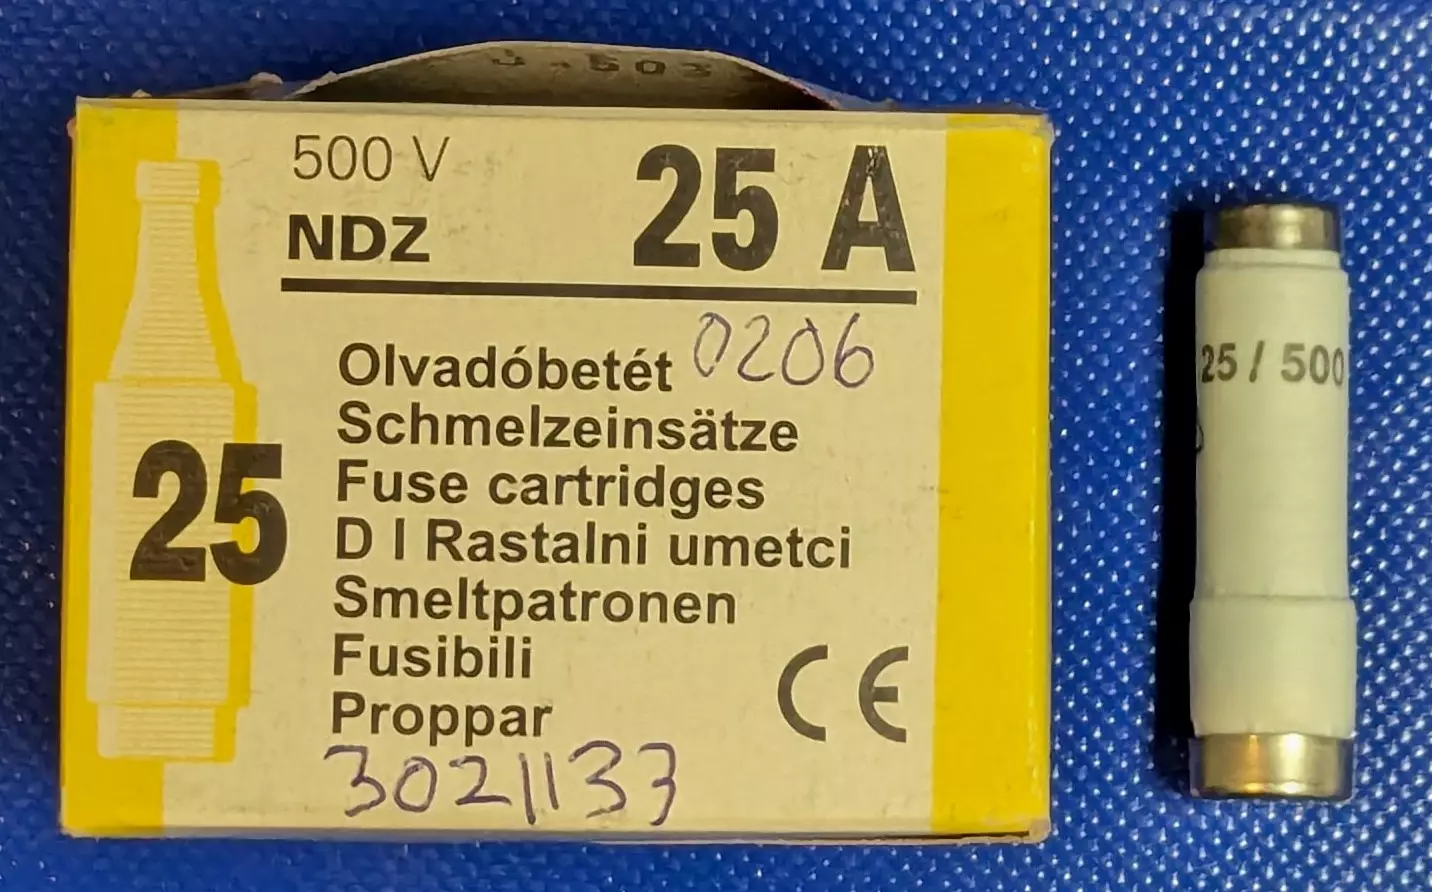 500 V
25 A
NDZ
0206
Olvadóbetét
Schmelzeinsätze
Fuse cartridges
D I Rastalni umetci
Smeltpatronen
Fusibili
Proppar
CE
3021133
25
25 / 500